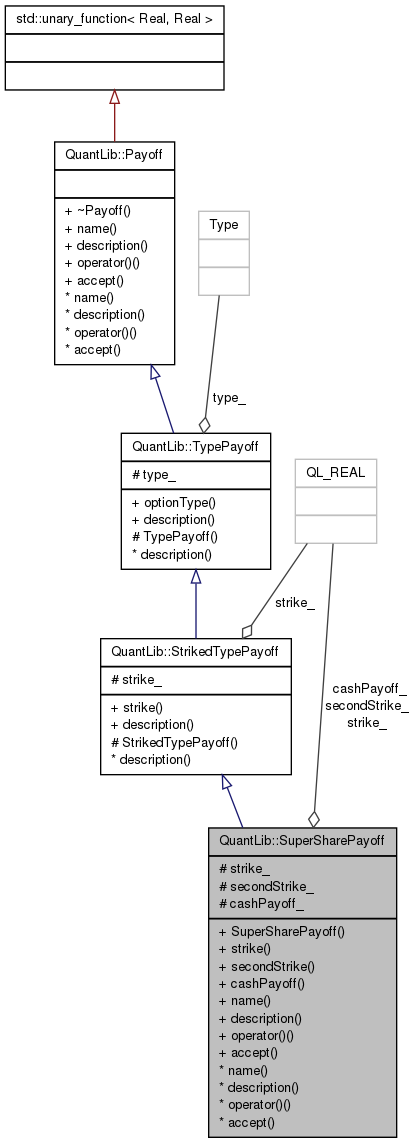 std::unary_function< Real, Real >
QuantLib::Payoff
+ ~Payoff()
+ name()
+ description()
+ operator()()
+ accept()
* name()
* description()
* operator()()
* accept()
Type
type_
QuantLib::TypePayoff
# type_
+ optionType()
+ description()
# TypePayoff()
* description()
QL_REAL
strike_
QuantLib::StrikedTypePayoff
# strike_
+ strike()
+ description()
# StrikedTypePayoff()
* description()
cashPayoff_
secondStrike_
strike_
QuantLib::SuperSharePayoff
# strike_
# secondStrike_
# cashPayoff_
+ SuperSharePayoff()
+ strike()
+ secondStrike()
+ cashPayoff()
+ name()
+ description()
+ operator()()
+ accept()
* name()
* description()
* operator()()
* accept()